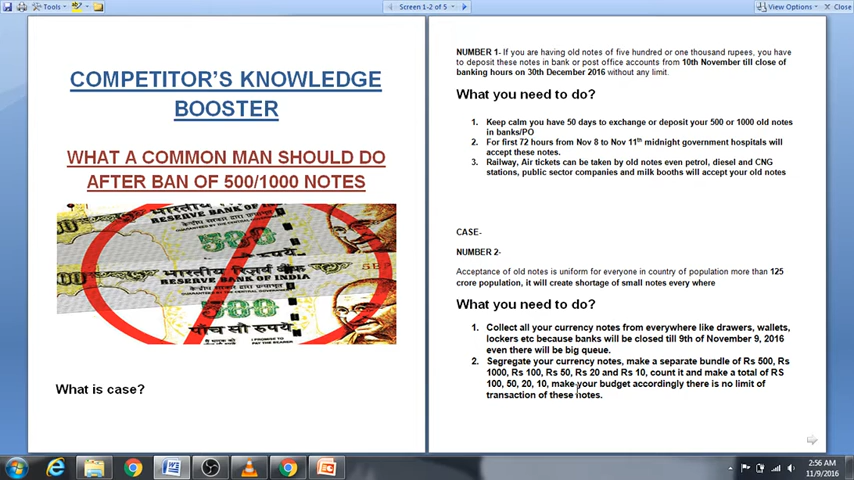 Tools
Screen 1-2 of 5
View Options
Close
COMPETITOR'S KNOWLEDGE
BOOSTER
WHAT A COMMON MAN SHOULD DO
AFTER BAN OF 500/1000 NOTES
भारतीय रिज़र्व बैंक
RESERVE BANK OF INDIA
500
भारतीय रिज़र्व बैंक
RESERVE BANK OF INDIA
500
पाँच सौ रुपये
What is case?
NUMBER 1- If you are having old notes of five hundred or one thousand rupees, you have
to deposit these notes in bank or post office accounts from 10th November till close of
banking hours on 30th December 2016 without any limit.
What you need to do?
1. Keep calm you have 50 days to exchange or deposit your 500 or 1000 old notes
in banks/PO
2. For first 72 hours from Nov 8 to Nov 11th midnight government hospitals will
accept these notes.
3. Railway, Air tickets can be taken by old notes even petrol, diesel and CNG
stations, public sector companies and milk booths will accept your old notes
CASE-
NUMBER 2-
Acceptance of old notes is uniform for everyone in country of population more than 125
crore population, it will create shortage of small notes every where
What you need to do?
1. Collect all your currency notes from everywhere like drawers, wallets,
lockers etc because banks will be closed till 9th of November 9, 2016
even there will be big queue.
2. Segregate your currency notes, make a separate bundle of Rs 500, Rs
1000, Rs 100, Rs 50, Rs 20 and Rs 10, count it and make a total of RS
100, 50, 20, 10, make your budget accordingly there is no limit of
transaction of these notes.
2:56 AM
11/9/2016